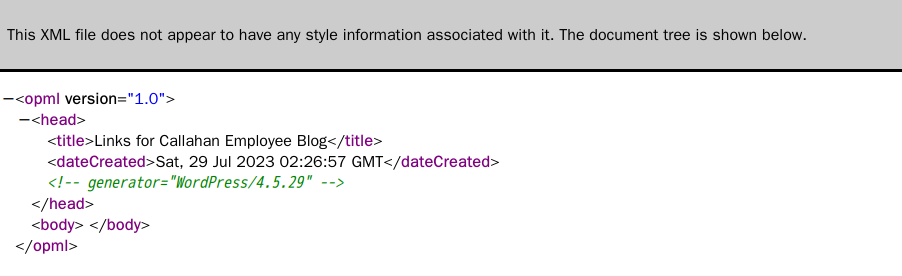 This XML file does not appear to have any style information associated with it. The document tree is shown below.
−<opml version="1.0">
−<head>
<title>Links for Callahan Employee Blog</title>
<dateCreated>Sat, 29 Jul 2023 02:26:57 GMT</dateCreated>
<!-- generator="WordPress/4.5.29" -->
</head>
<body> </body>
</opml>